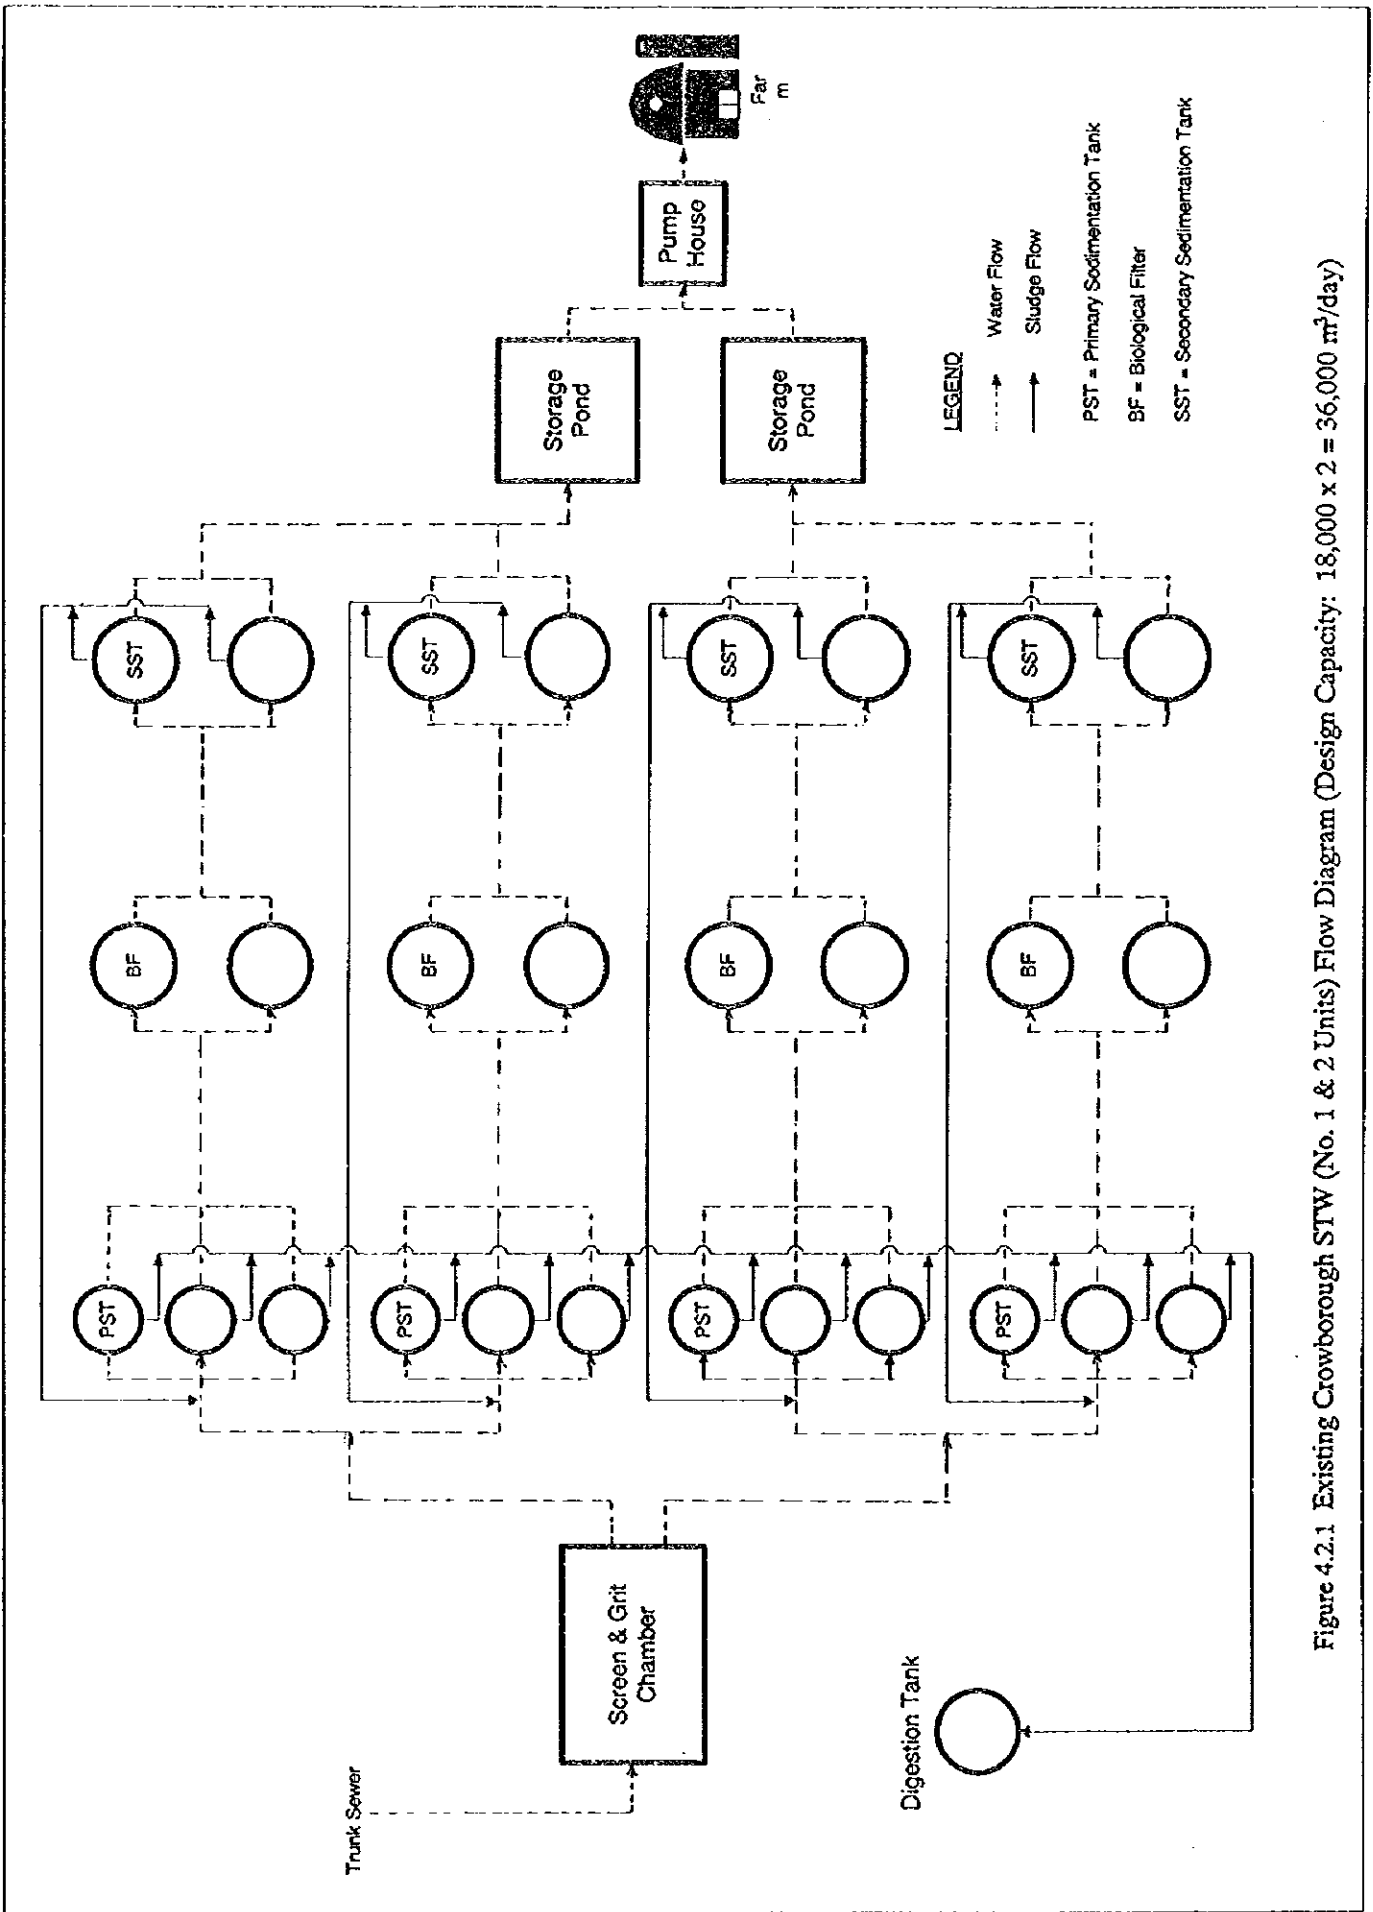 Trunk Sewer
Screen & Grit
Chamber
Digestion Tank
PST
BF
SST
PST
BF
SST
PST
BF
SST
PST
BF
SST
Storage
Pond
Storage
Pond
Pump
House
Far
m
LEGEND
Water Flow
Sludge Flow
PST = Primary Sedimentation Tank
BF = Biological Filter
SST = Secondary Sedimentation Tank
Figure 4.2.1 Existing Crowborough STW (No. 1 & 2 Units) Flow Diagram (Design Capacity: 18,000 x 2 = 36,000 m³/day)